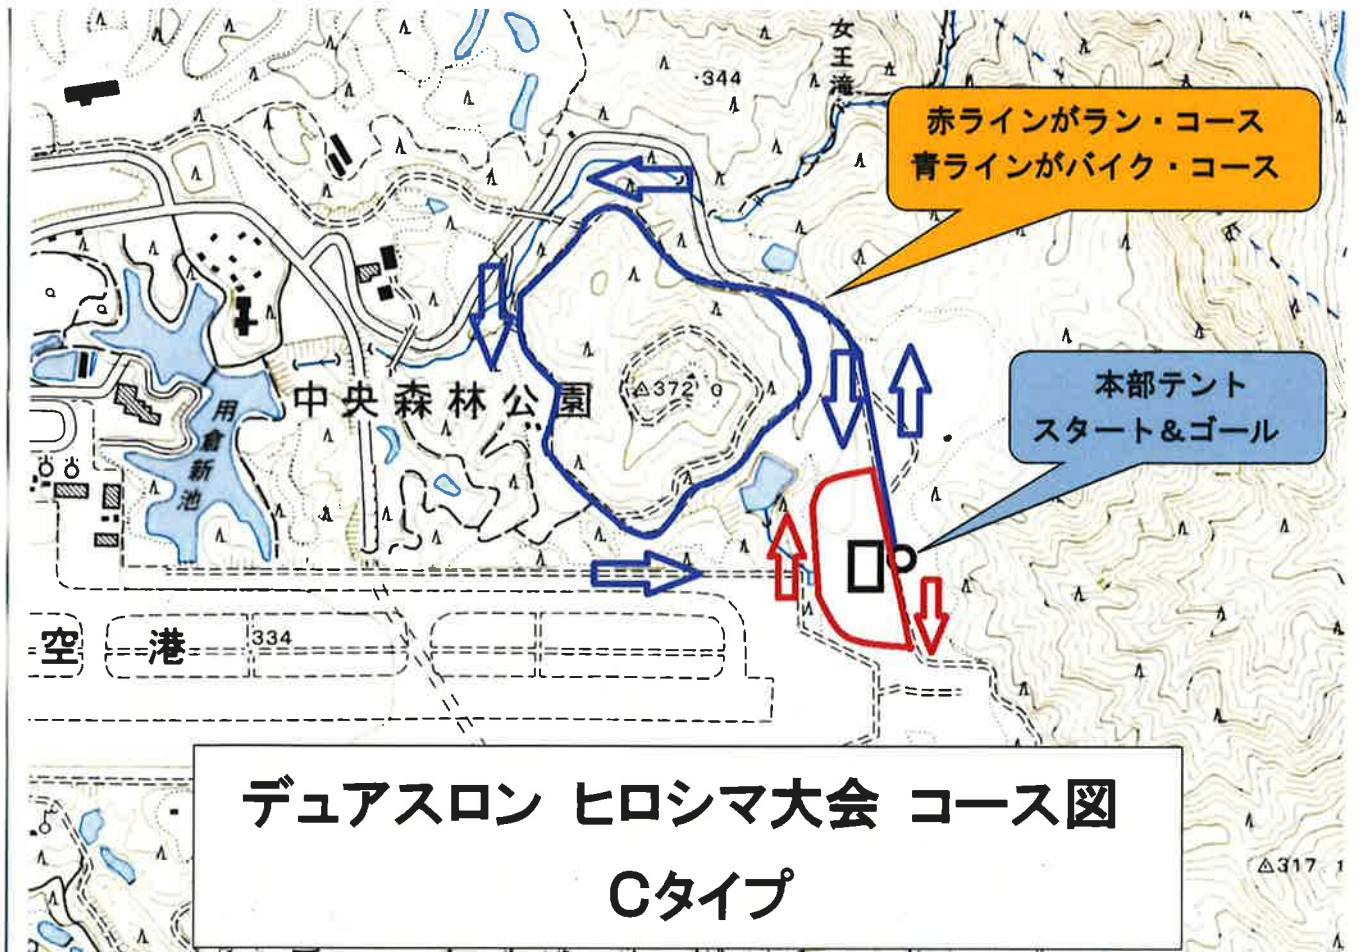 女王滝
・344
赤ラインがラン・コース
青ラインがバイク・コース
本部テント
スタート＆ゴール
△372
中央森林公園
用倉新池
空港
334
デュアスロン ヒロシマ大会 コース図
Cタイプ
△317